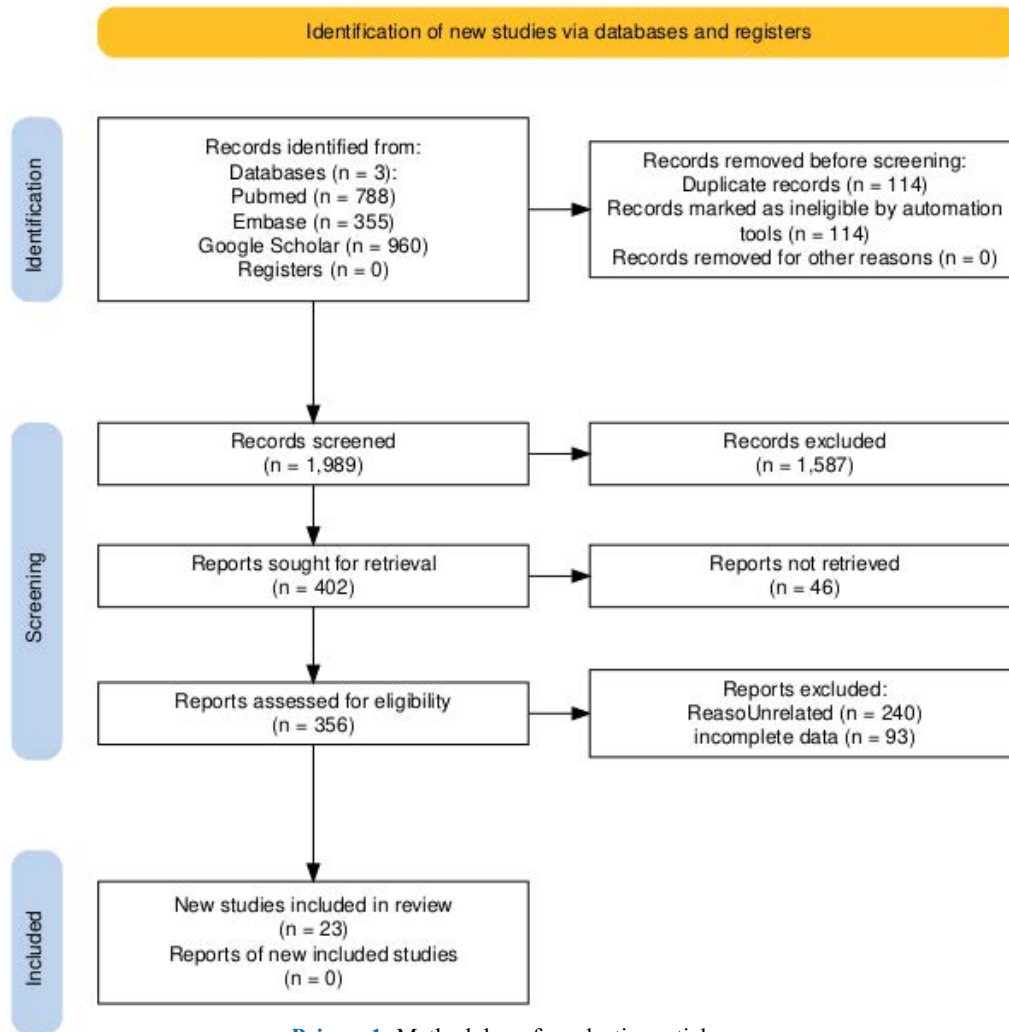 Identification of new studies via databases and registers
Identification
Records identified from:
Databases (n = 3):
Pubmed (n = 788)
Embase (n = 355)
Google Scholar (n = 960)
Registers (n = 0)
Records removed before screening:
Duplicate records (n = 114)
Records marked as ineligible by automation
tools (n = 114)
Records removed for other reasons (n = 0)
Screening
Records screened
(n = 1,989)
Records excluded
(n = 1,587)
Reports sought for retrieval
(n = 402)
Reports not retrieved
(n = 46)
Reports assessed for eligibility
(n = 356)
Reports excluded:
ReasoUnrelated (n = 240)
incomplete data (n = 93)
Included
New studies included in review
(n = 23)
Reports of new included studies
(n = 0)